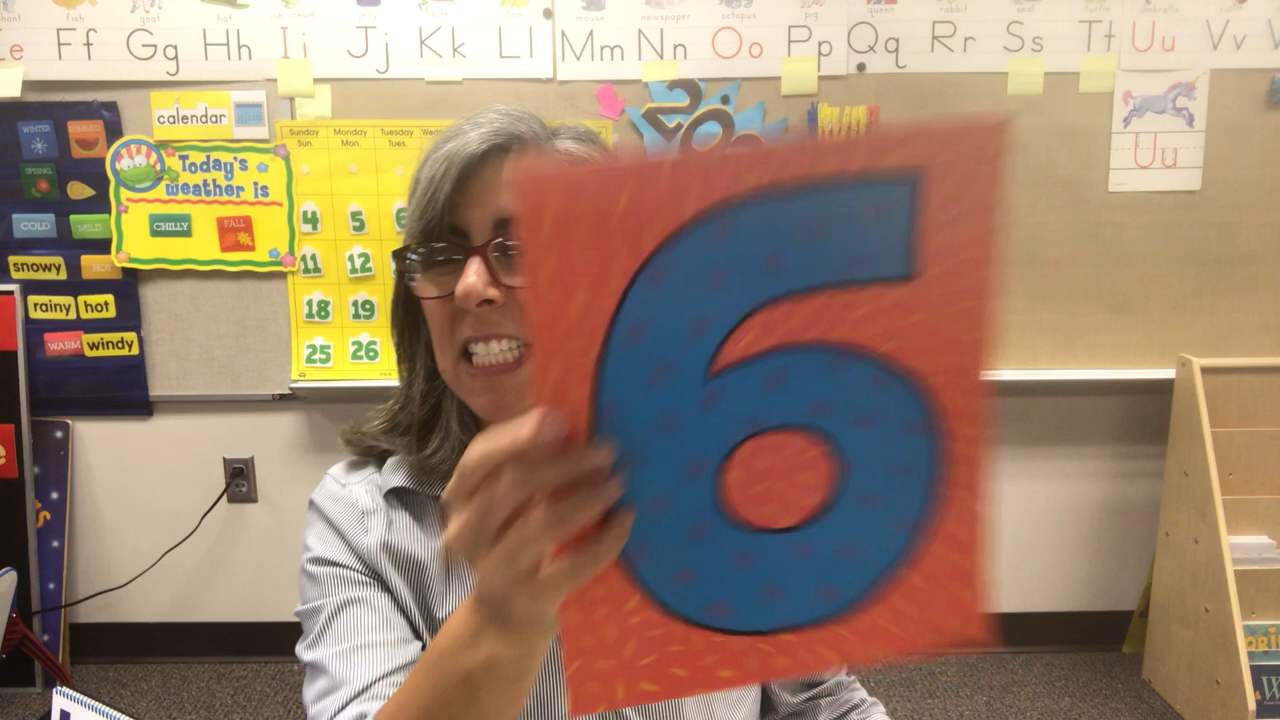 fish goat hat ice cream mouse newspaper octopus pig queen rabbit seal turtle umbrella
Ee Ff Gg Hh Ii Jj Kk Ll Mm Nn Oo Pp Qq Rr Ss Tt Uu Vv
calendar
Today's
weather is
CHILLY FALL
WINTER
SPRING
COLD MILD
snowy HOT
rainy hot
WARM windy
Sunday Monday Tuesday
Sun. Mon. Tues.
4 5 6
11 12
18 19
25 26
Uu
6